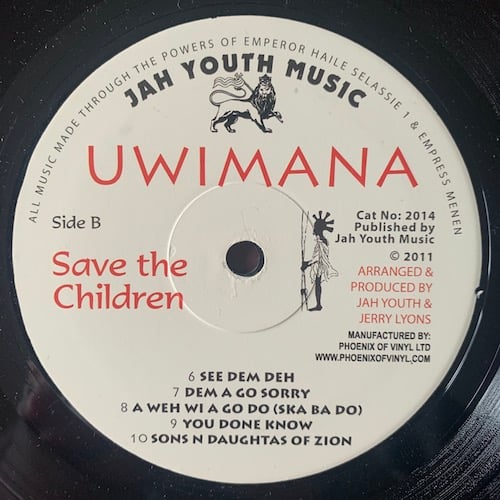 ALL MUSIC MADE THROUGH THE POWERS OF EMPEROR HAILE SELASSIE 1 & EMPRESS MENEN
JAH YOUTH MUSIC
UWIMANA
Side B
Save the
Children
Cat No: 2014
Published by
Jah Youth Music
© 2011
ARRANGED &
PRODUCED BY
JAH YOUTH &
JERRY LYONS
MANUFACTURED BY:
PHOENIX OF VINYL LTD
WWW.PHOENIXOFVINYL.COM
6 SEE DEM DEH
7 DEM A GO SORRY
8 A WEH WI A GO DO (SKA BA DO)
9 YOU DONE KNOW
10 SONS N DAUGHTAS OF ZION